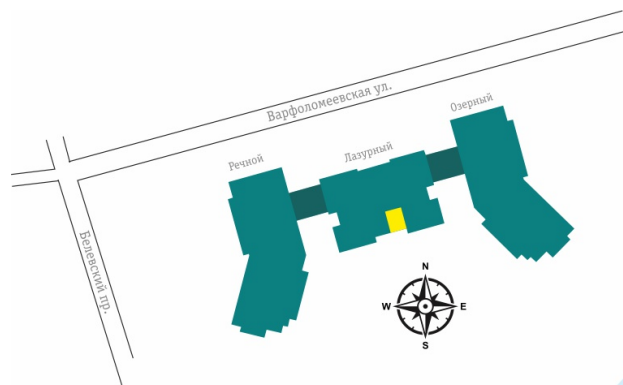 Варфоломеевская ул.
Озерный
Лазурный
Речной
Белевский пр.
N
W
E
S